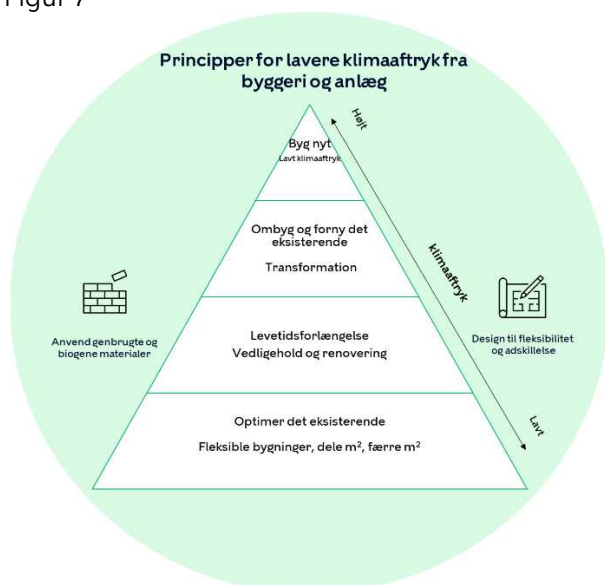 Figur 7
Principper for lavere klimaaftryk fra
byggeri og anlæg
Højt
Byg nyt
Lavt klimaaftryk
Ombyg og forny det
eksisterende
Transformation
klimaaftryk
Anvend genbrugte og
biogene materialer
Levetidsforlængelse
Vedligehold og renovering
Design til fleksibilitet
og adskillelse
Lavt
Optimer det eksisterende
Fleksible bygninger, dele m², færre m²